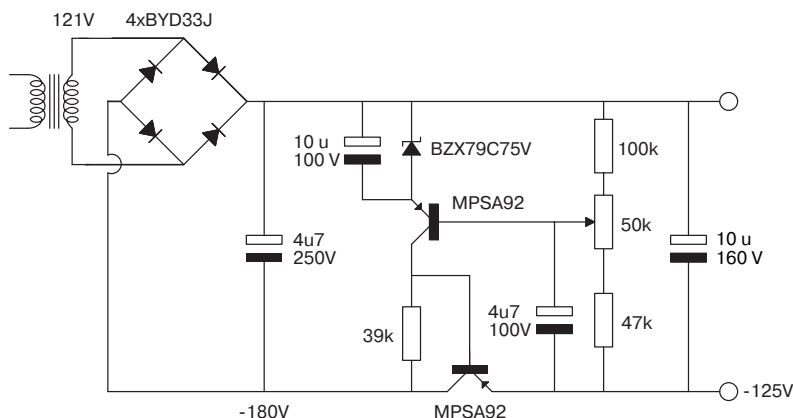 121V
4xBYD33J
10 u
100 V
BZX79C75V
100k
MPSA92
50k
4u7
250V
10 u
160 V
39k
4u7
100V
47k
-180V
MPSA92
-125V